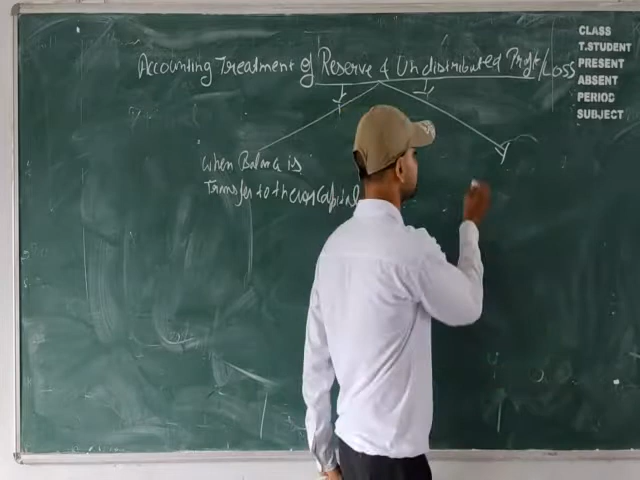 Accounting Treatment of Reserve & Undistributed Profit/Loss
When Balance is
Transfer to their Capital
CLASS
T.STUDENT
PRESENT
ABSENT
PERIOD
SUBJECT